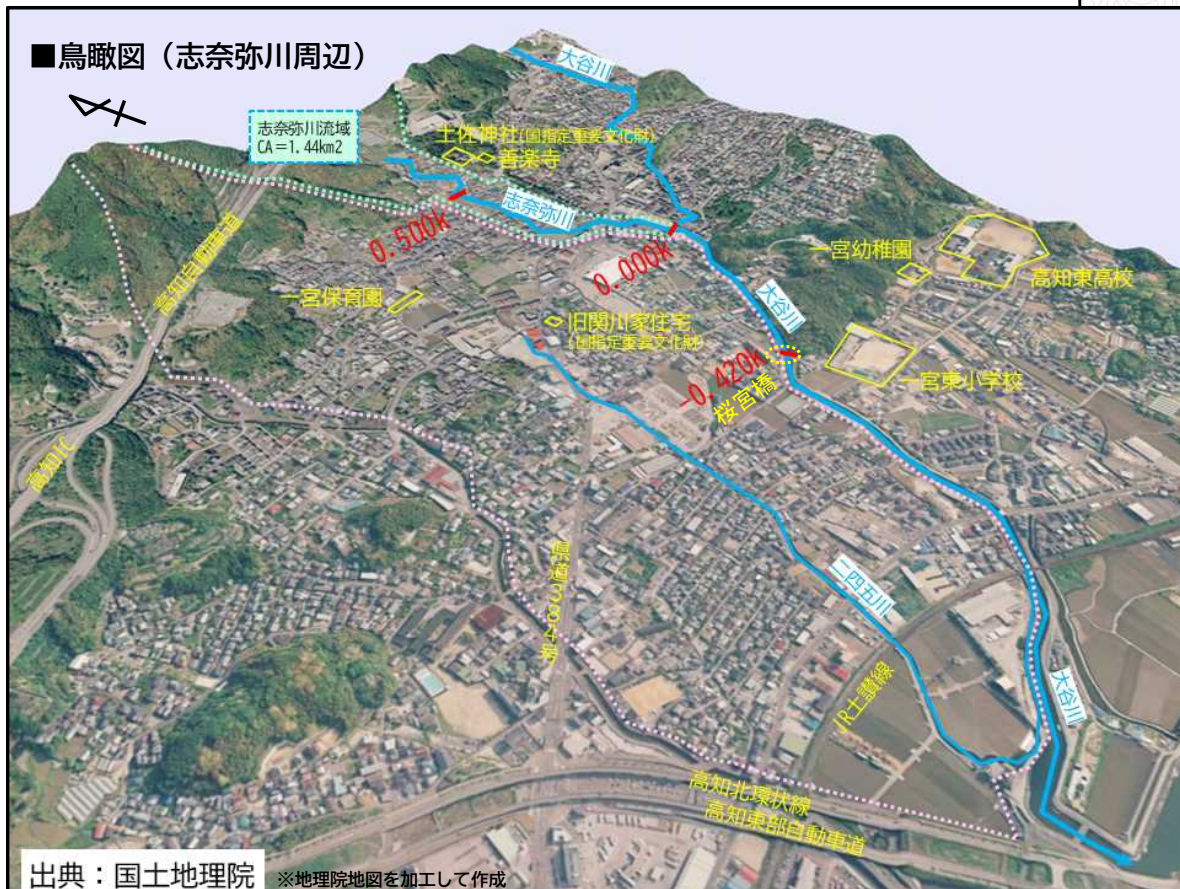 ■鳥瞰図（志奈弥川周辺）
大谷川
志奈弥川流域
CA＝1.44km2
土佐神社(国指定重要文化財)
善楽寺
志奈弥川
0.500k
0.000k
高知自動車道
一宮保育園
旧関川家住宅
(国指定重要文化財)
大谷川
一宮幼稚園
高知東高校
-0.420k
桜宮橋
一宮東小学校
高知JC
県道384号
二四五川
JR土讃線
大谷川
高知北環状線
高知東部自動車道
出典：国土地理院
※地理院地図を加工して作成